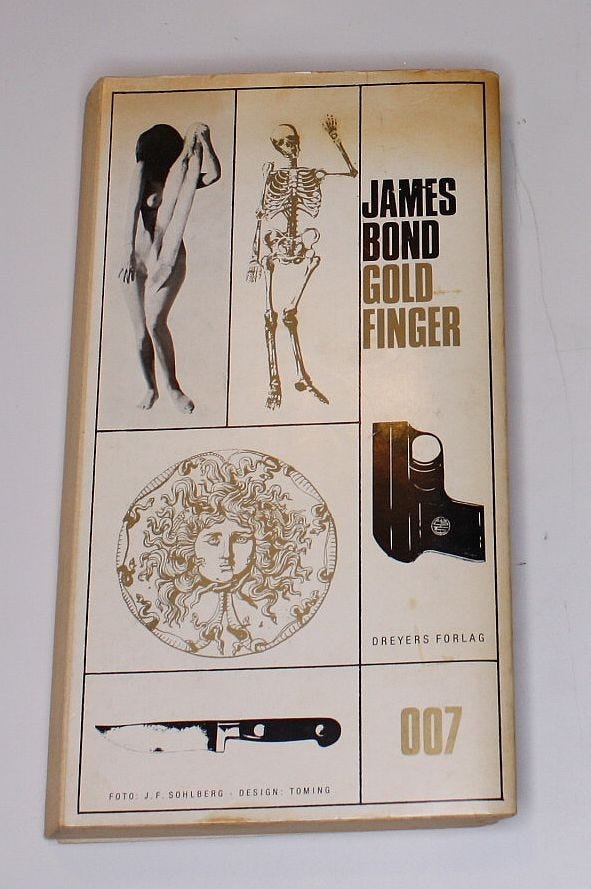 JAMES
BOND
GOLD
FINGER
DREYERS FORLAG
007
FOTO: J.F. SOHLBERG - DESIGN: TOMING